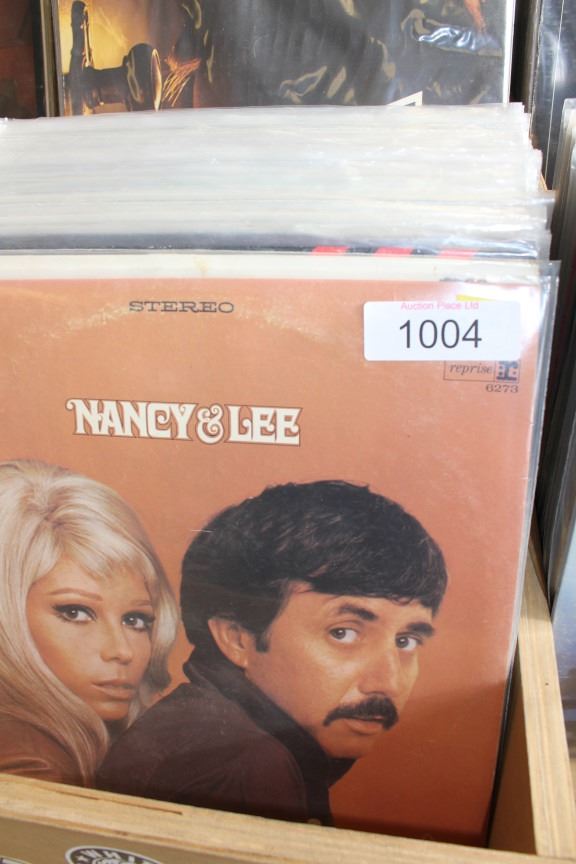 STEREO
Auction Place Ltd
1004
reprise
6273
NANCY & LEE